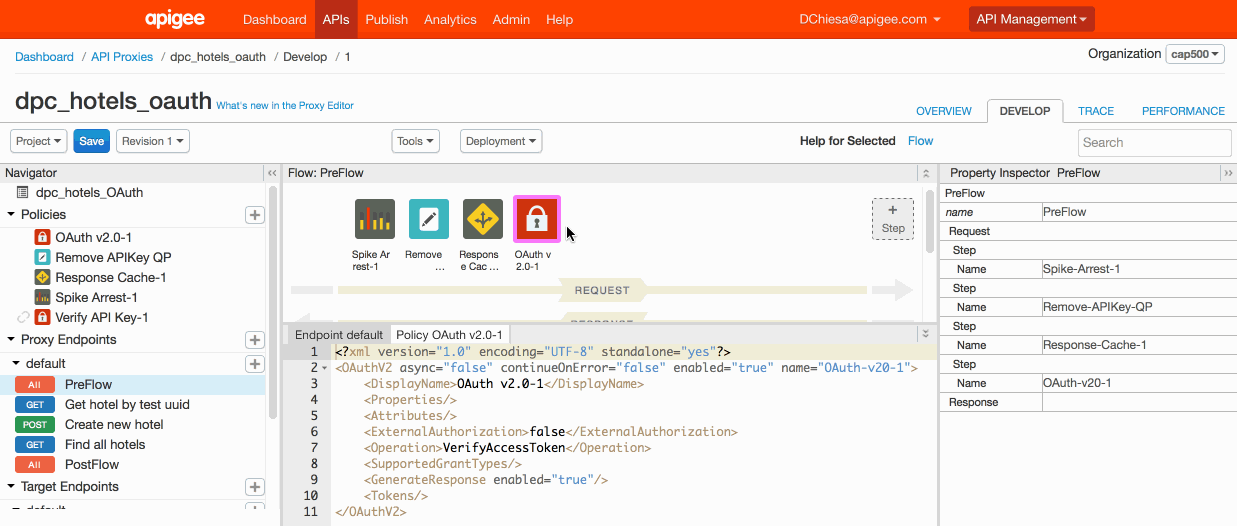 apigee Dashboard APIs Publish Analytics Admin Help DChiesa@apigee.com API Management
Dashboard / API Proxies / dpc_hotels_oauth / Develop / 1 Organization cap500
dpc_hotels_oauth What's new in the Proxy Editor OVERVIEW DEVELOP TRACE PERFORMANCE
Project Save Revision 1 Tools Deployment Help for Selected Flow Search
Navigator
dpc_hotels_OAuth
Policies
OAuth v2.0-1
Remove APIKey QP
Response Cache-1
Spike Arrest-1
Verify API Key-1
Proxy Endpoints
default
All PreFlow
GET Get hotel by test uuid
POST Create new hotel
GET Find all hotels
All PostFlow
Target Endpoints
default
Flow: PreFlow
+ Step
Spike Ar
rest-1
Remove
...
Respons
e Cac ...
OAuth v
2.0-1
REQUEST
RESPONSE
Endpoint default Policy OAuth v2.0-1
1 <?xml version="1.0" encoding="UTF-8" standalone="yes"?>
2 <OAuthV2 async="false" continueOnError="false" enabled="true" name="OAuth-v20-1">
3 <DisplayName>OAuth v2.0-1</DisplayName>
4 <Properties/>
5 <Attributes/>
6 <ExternalAuthorization>false</ExternalAuthorization>
7 <Operation>VerifyAccessToken</Operation>
8 <SupportedGrantTypes/>
9 <GenerateResponse enabled="true"/>
10 <Tokens/>
11 </OAuthV2>
Property Inspector PreFlow
PreFlow
name PreFlow
Request
Step
Name Spike-Arrest-1
Step
Name Remove-APIKey-QP
Step
Name Response-Cache-1
Step
Name OAuth-v20-1
Response